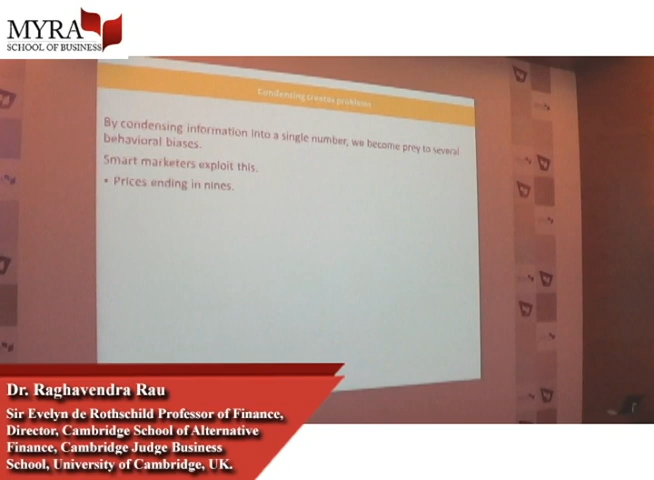 MYRA
SCHOOL OF BUSINESS
Condensing creates problems
By condensing information into a single number, we become prey to several
behavioral biases.
Smart marketers exploit this.
• Prices ending in nines.
Dr. Raghavendra Rau
Sir Evelyn de Rothschild Professor of Finance,
Director, Cambridge School of Alternative
Finance, Cambridge Judge Business
School, University of Cambridge, UK.